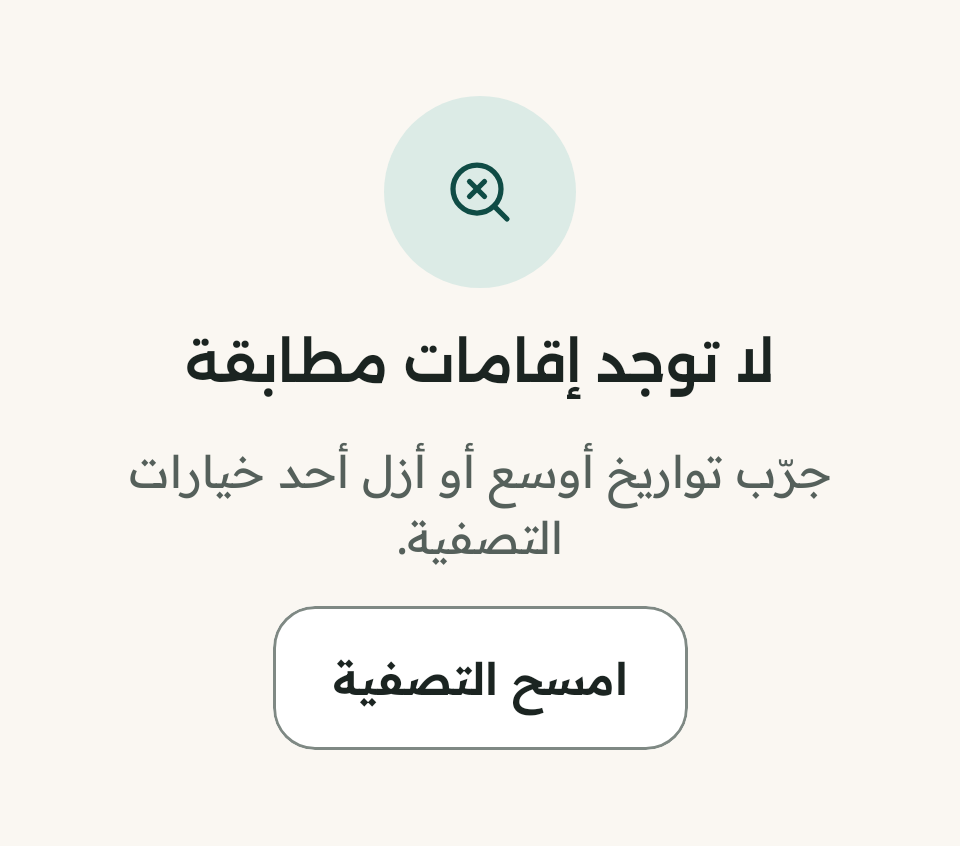 لا توجد إقامات مطابقة
جرّب تواريخ أوسع أو أزل أحد خيارات
التصفية.
امسح التصفية